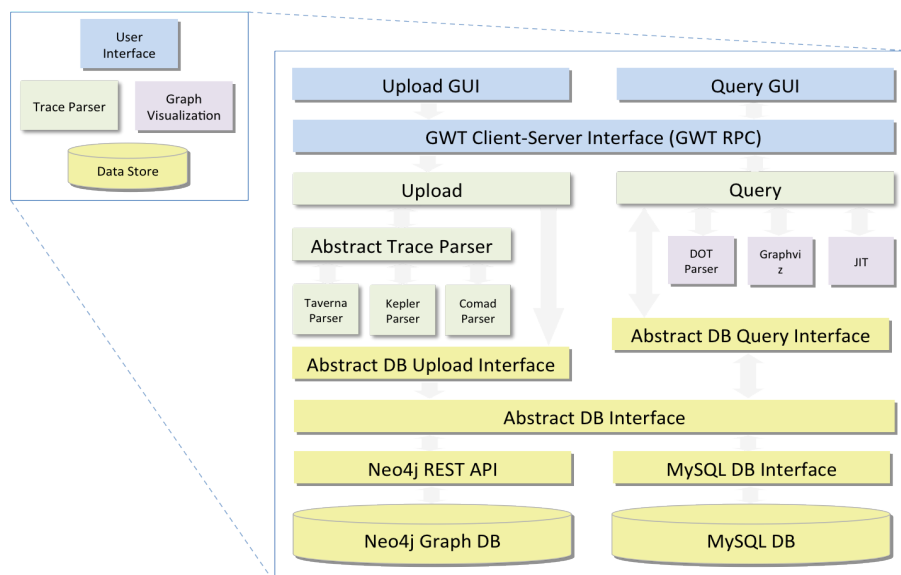 User
Interface
Trace Parser
Graph
Visualization
Data Store
Upload GUI
Query GUI
GWT Client-Server Interface (GWT RPC)
Upload
Query
Abstract Trace Parser
DOT
Parser
Graphvi
z
JIT
Taverna
Parser
Kepler
Parser
Comad
Parser
Abstract DB Query Interface
Abstract DB Upload Interface
Abstract DB Interface
Neo4j REST API
MySQL DB Interface
Neo4j Graph DB
MySQL DB